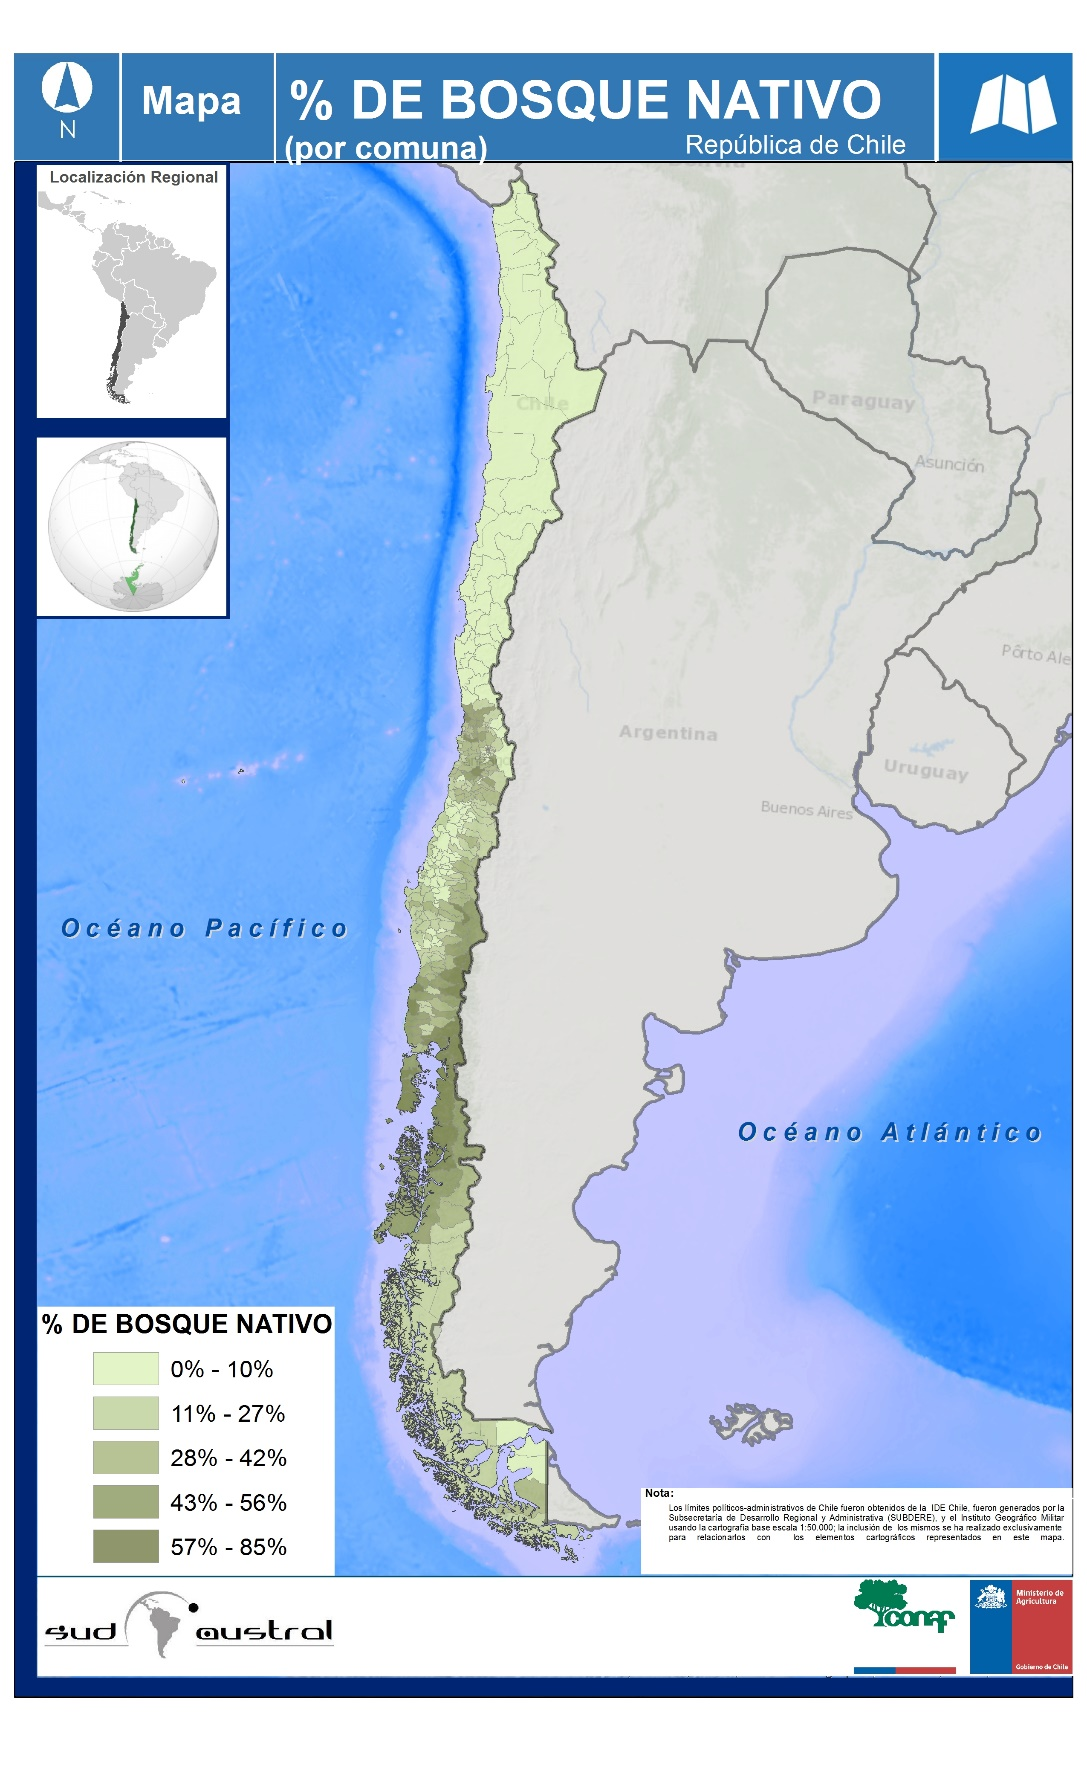 N
Mapa
% DE BOSQUE NATIVO
(por comuna)
República de Chile
Localización Regional
Chile
Paraguay
Asunción
Pôrto Ale
Argentina
Uruguay
Buenos Aires
Océano Pacífico
Océano Atlántico
% DE BOSQUE NATIVO
0% - 10%
11% - 27%
28% - 42%
43% - 56%
57% - 85%
Nota:
Los límites políticos-administrativos de Chile fueron obtenidos de la IDE Chile, fueron generados por la
Subsecretaría de Desarrollo Regional y Administrativa (SUBDERE), y el Instituto Geográfico Militar
usando la cartografía base escala 1:50.000; la inclusión de los mismos se ha realizado exclusivamente
para relacionarlos con los elementos cartográficos representados en este mapa.
sud austral
conaf
Ministerio de
Agricultura
Gobierno de Chile